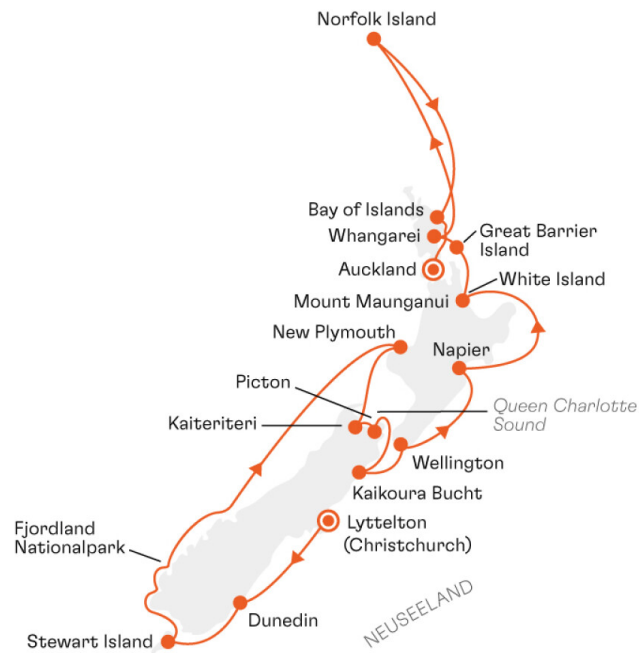 Norfolk Island
Bay of Islands
Whangarei
Great Barrier
Island
Auckland
White Island
Mount Maunganui
New Plymouth
Napier
Picton
Queen Charlotte
Sound
Kaiteriteri
Wellington
Kaikoura Bucht
Lyttelton
(Christchurch)
Fjordland
Nationalpark
NEUSEELAND
Dunedin
Stewart Island